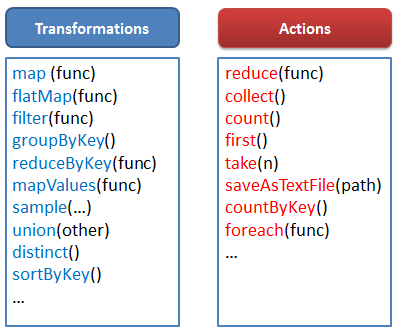 Transformations
map (func)
flatMap(func)
filter(func)
groupByKey()
reduceByKey(func)
mapValues(func)
sample(…)
union(other)
distinct()
sortByKey()
…
Actions
reduce(func)
collect()
count()
first()
take(n)
saveAsTextFile(path)
countByKey()
foreach(func)
…